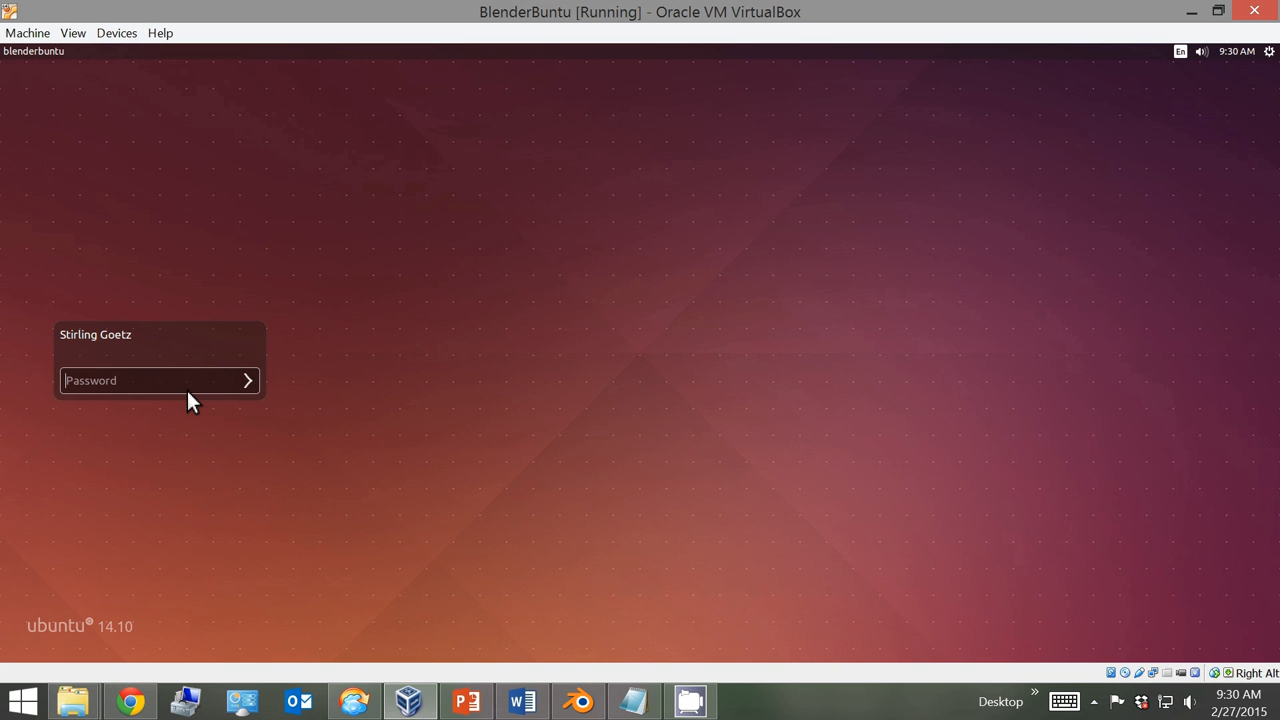 BlenderBuntu [Running] - Oracle VM VirtualBox
Machine View Devices Help
blenderbuntu
En 9:30 AM
Stirling Goetz
Password
ubuntu® 14.10
Right Alt
Desktop
9:30 AM
2/27/2015